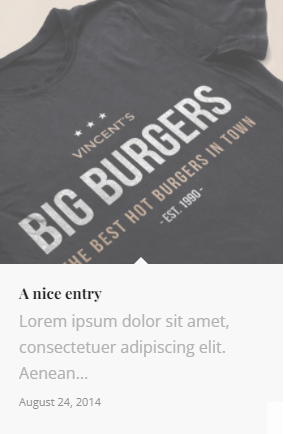 VINCENT'S
BIG BURGERS
THE BEST HOT BURGERS IN TOWN
- EST. 1990 -
A nice entry
Lorem ipsum dolor sit amet,
consectetuer adipiscing elit.
Aenean...
August 24, 2014